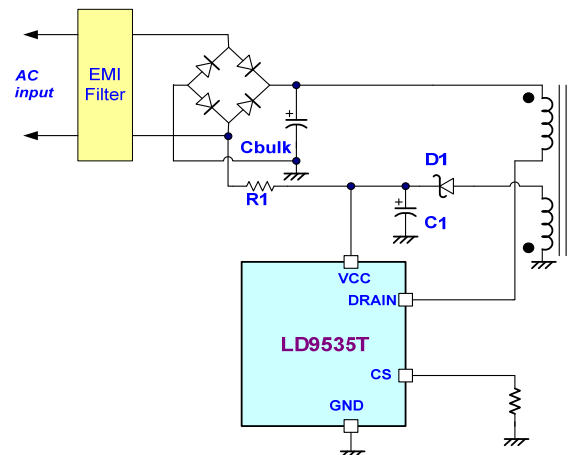 AC
input
EMI
Filter
+
Cbulk
R1
D1
+
C1
VCC
DRAIN
LD9535T
CS
GND